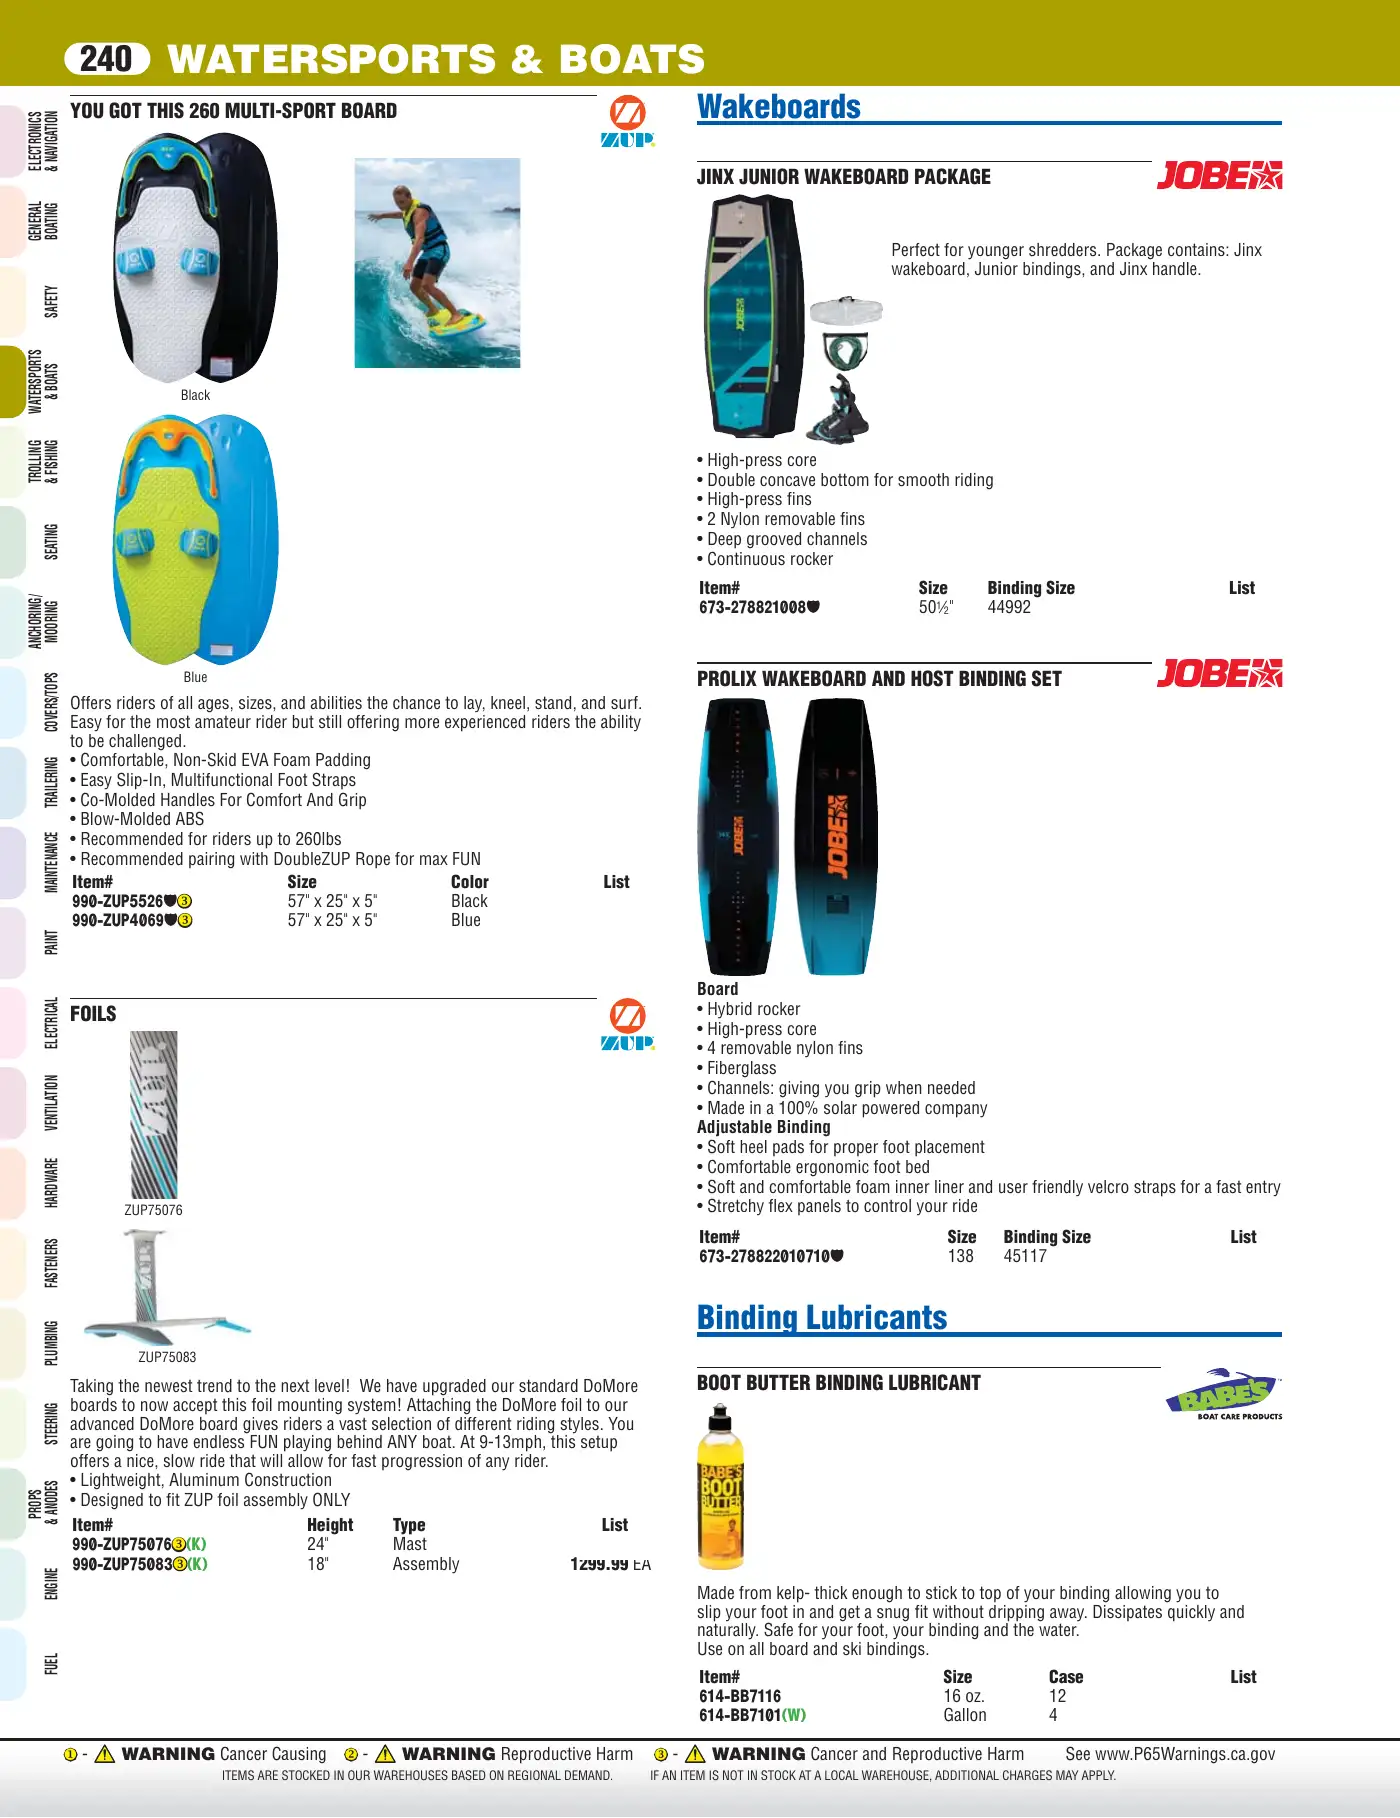 240 WATERSPORTS & BOATS
ELECTRONICS
& NAVIGATION
GENERAL
BOATING
SAFETY
WATERSPORTS
& BOATS
TROLLING
& FISHING
SEATING
ANCHORING/
MOORING
COVERS/TOPS
TRAILERING
MAINTENANCE
PAINT
ELECTRICAL
VENTILATION
HARDWARE
FASTENERS
PLUMBING
STEERING
PROPS
& ANODES
ENGINE
FUEL
YOU GOT THIS 260 MULTI-SPORT BOARD
ZUP
Black
Blue
Offers riders of all ages, sizes, and abilities the chance to lay, kneel, stand, and surf.
Easy for the most amateur rider but still offering more experienced riders the ability
to be challenged.
• Comfortable, Non-Skid EVA Foam Padding
• Easy Slip-In, Multifunctional Foot Straps
• Co-Molded Handles For Comfort And Grip
• Blow-Molded ABS
• Recommended for riders up to 260lbs
• Recommended pairing with DoubleZUP Rope for max FUN
Item# Size Color List
990-ZUP5526 3 57" x 25" x 5" Black
990-ZUP4069 3 57" x 25" x 5" Blue
FOILS
ZUP
ZUP
ZUP75076
ZUP
ZUP75083
Taking the newest trend to the next level! We have upgraded our standard DoMore
boards to now accept this foil mounting system! Attaching the DoMore foil to our
advanced DoMore board gives riders a vast selection of different riding styles. You
are going to have endless FUN playing behind ANY boat. At 9-13mph, this setup
offers a nice, slow ride that will allow for fast progression of any rider.
• Lightweight, Aluminum Construction
• Designed to fit ZUP foil assembly ONLY
Item# Height Type List
990-ZUP75076 3 (K) 24" Mast
990-ZUP75083 3 (K) 18" Assembly 1299.99 EA
Wakeboards
JINX JUNIOR WAKEBOARD PACKAGE
JOBE
JOBE
Perfect for younger shredders. Package contains: Jinx
wakeboard, Junior bindings, and Jinx handle.
• High-press core
• Double concave bottom for smooth riding
• High-press fins
• 2 Nylon removable fins
• Deep grooved channels
• Continuous rocker
Item# Size Binding Size List
673-278821008 50½" 44992
PROLIX WAKEBOARD AND HOST BINDING SET
JOBE
JOBE
JOBE
Board
• Hybrid rocker
• High-press core
• 4 removable nylon fins
• Fiberglass
• Channels: giving you grip when needed
• Made in a 100% solar powered company
Adjustable Binding
• Soft heel pads for proper foot placement
• Comfortable ergonomic foot bed
• Soft and comfortable foam inner liner and user friendly velcro straps for a fast entry
• Stretchy flex panels to control your ride
Item# Size Binding Size List
673-278822010710 138 45117
Binding Lubricants
BOOT BUTTER BINDING LUBRICANT
BABE'S
BOAT CARE PRODUCTS
BABE'S
BOOT
BUTTER
Made from kelp- thick enough to stick to top of your binding allowing you to
slip your foot in and get a snug fit without dripping away. Dissipates quickly and
naturally. Safe for your foot, your binding and the water.
Use on all board and ski bindings.
Item# Size Case List
614-BB7116 16 oz. 12
614-BB7101(W) Gallon 4
1 - WARNING Cancer Causing 2 - WARNING Reproductive Harm 3 - WARNING Cancer and Reproductive Harm See www.P65Warnings.ca.gov
ITEMS ARE STOCKED IN OUR WAREHOUSES BASED ON REGIONAL DEMAND. IF AN ITEM IS NOT IN STOCK AT A LOCAL WAREHOUSE, ADDITIONAL CHARGES MAY APPLY.